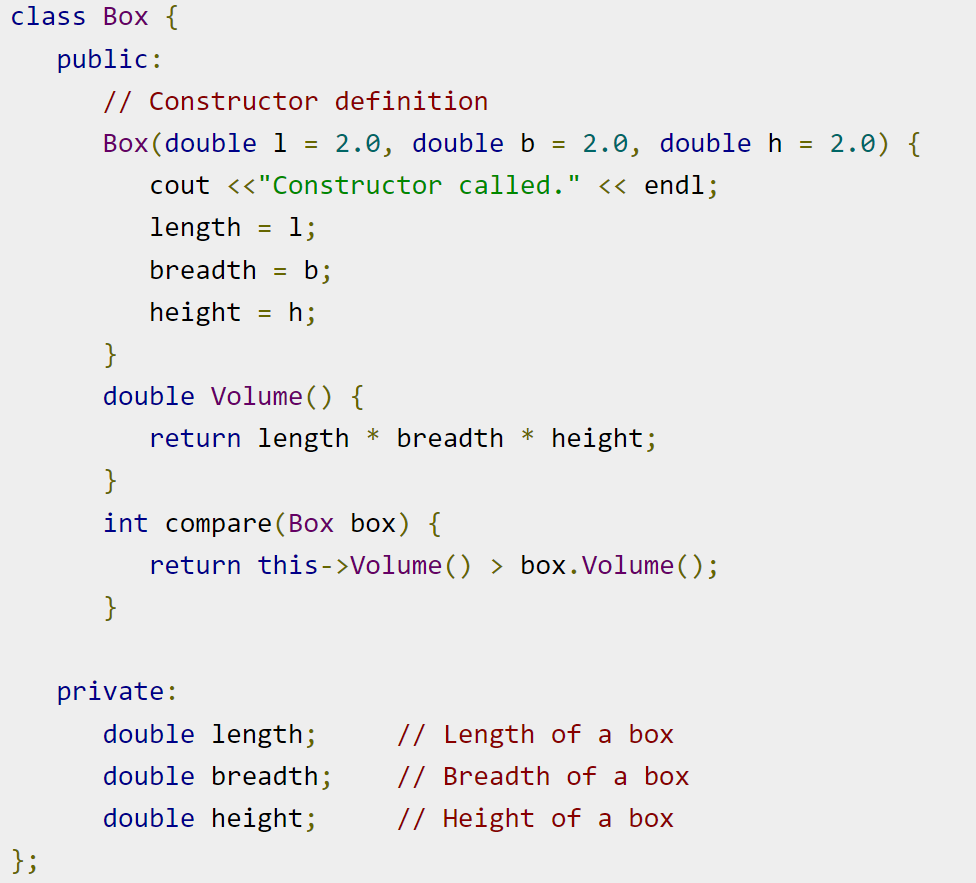 class Box {
   public:
      // Constructor definition
      Box(double l = 2.0, double b = 2.0, double h = 2.0) {
         cout <<"Constructor called." << endl;
         length = l;
         breadth = b;
         height = h;
      }
      double Volume() {
         return length * breadth * height;
      }
      int compare(Box box) {
         return this->Volume() > box.Volume();
      }

   private:
      double length;     // Length of a box
      double breadth;    // Breadth of a box
      double height;     // Height of a box
};